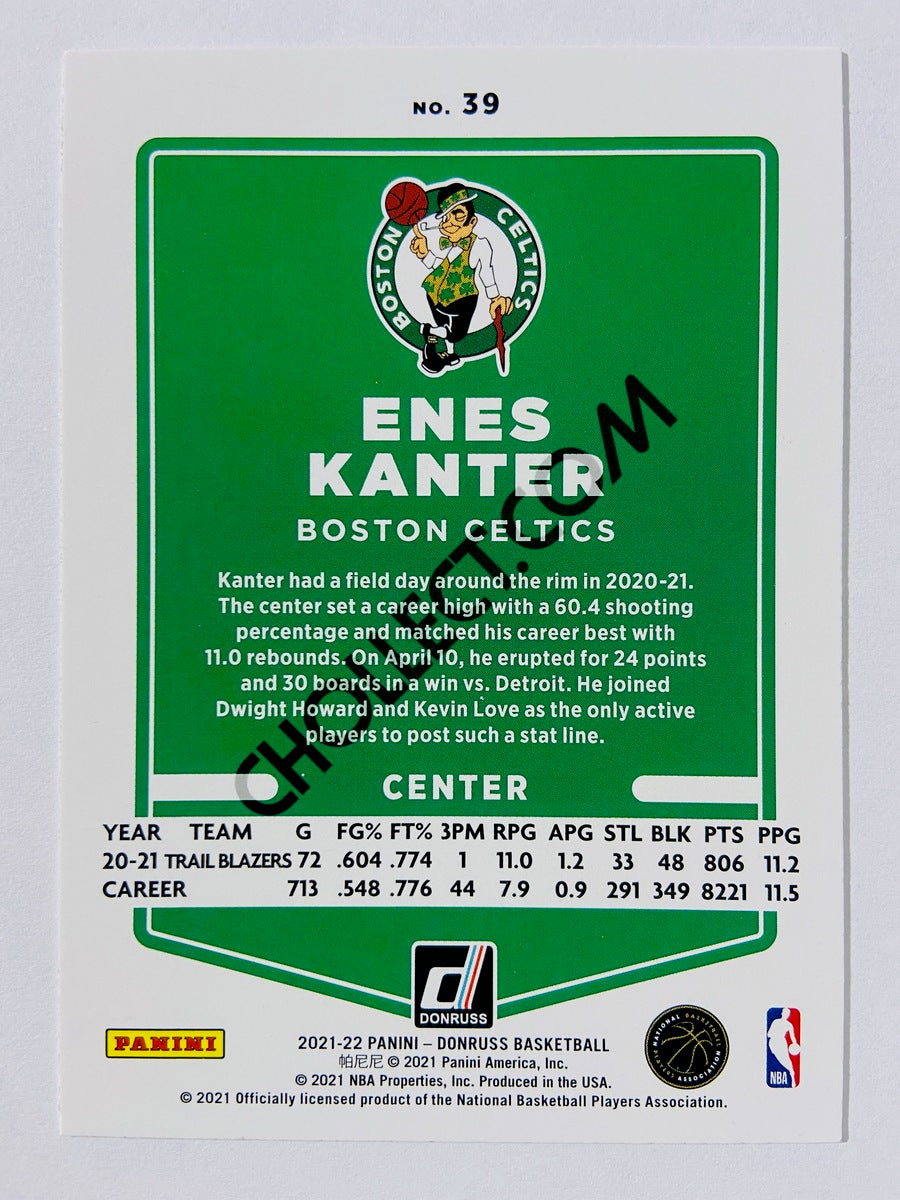 NO. 39
BOSTON CELTICS
ENES
KANTER
BOSTON CELTICS
Kanter had a field day around the rim in 2020-21.
The center set a career high with a 60.4 shooting
percentage and matched his career best with
11.0 rebounds. On April 10, he erupted for 24 points
and 30 boards in a win vs. Detroit. He joined
Dwight Howard and Kevin Love as the only active
players to post such a stat line.
CHOLLECT.COM
CENTER
YEAR TEAM G FG% FT% 3PM RPG APG STL BLK PTS PPG
20-21 TRAIL BLAZERS 72 .604 .774 1 11.0 1.2 33 48 806 11.2
CAREER 713 .548 .776 44 7.9 0.9 291 349 8221 11.5
d
DONRUSS
PANINI
2021-22 PANINI – DONRUSS BASKETBALL
帕尼尼 © 2021 Panini America, Inc.
© 2021 NBA Properties, Inc. Produced in the USA.
© 2021 Officially licensed product of the National Basketball Players Association.
NATIONAL BASKETBALL PLAYERS ASSOCIATION
NBA